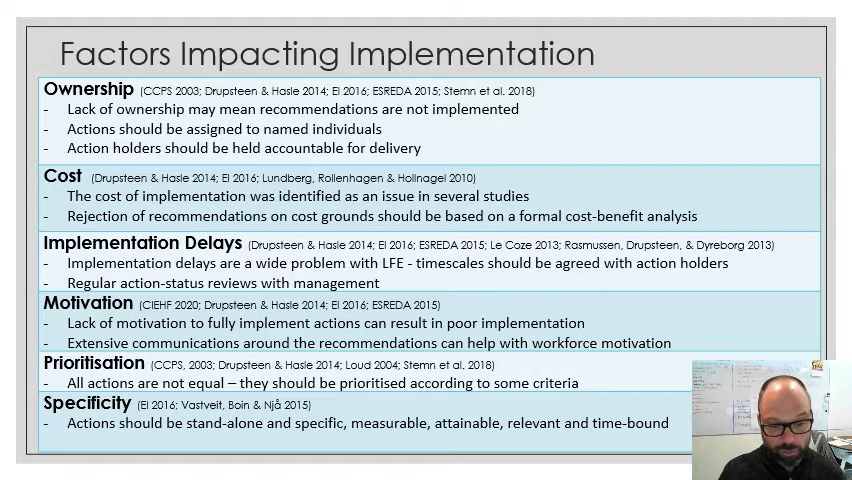 Factors Impacting Implementation
Ownership (CCPS 2003; Drupsteen & Hasle 2014; EI 2016; ESREDA 2015; Stemn et al. 2018)
- Lack of ownership may mean recommendations are not implemented
- Actions should be assigned to named individuals
- Action holders should be held accountable for delivery
Cost (Drupsteen & Hasle 2014; EI 2016; Lundberg, Rollenhagen & Hollnagel 2010)
- The cost of implementation was identified as an issue in several studies
- Rejection of recommendations on cost grounds should be based on a formal cost-benefit analysis
Implementation Delays (Drupsteen & Hasle 2014; EI 2016; ESREDA 2015; Le Coze 2013; Rasmussen, Drupsteen, & Dyreborg 2013)
- Implementation delays are a wide problem with LFE - timescales should be agreed with action holders
- Regular action-status reviews with management
Motivation (CIEHF 2020; Drupsteen & Hasle 2014; EI 2016; ESREDA 2015)
- Lack of motivation to fully implement actions can result in poor implementation
- Extensive communications around the recommendations can help with workforce motivation
Prioritisation (CCPS, 2003; Drupsteen & Hasle 2014; Loud 2004; Stemn et al. 2018)
- All actions are not equal – they should be prioritised according to some criteria
Specificity (EI 2016; Vastveit, Boin & Njå 2015)
- Actions should be stand-alone and specific, measurable, attainable, relevant and time-bound